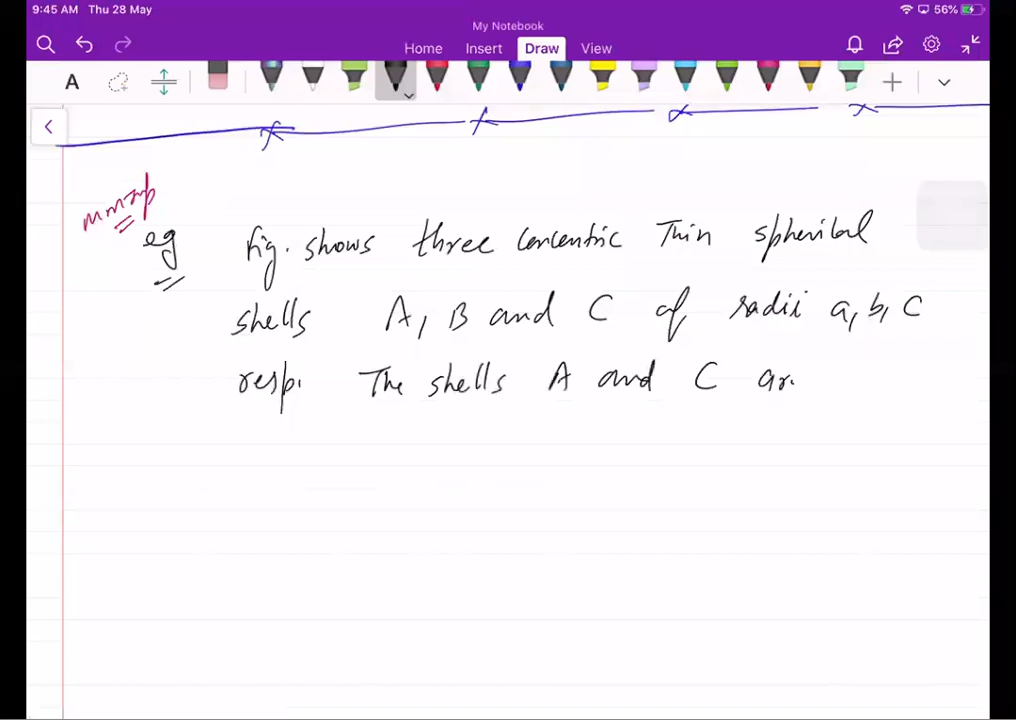 9:45 AM Thu 28 May
56%
My Notebook
Home Insert Draw View
A
eg fig. shows three concentric Thin spherical
shells A, B and C of radii a, b, C
resp. The shells A and C ar